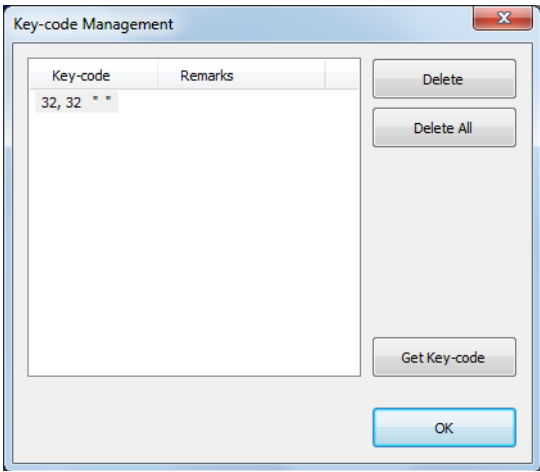 Key-code Management
Key-code Remarks
Delete
32, 32 " "
Delete All
Get Key-code
OK